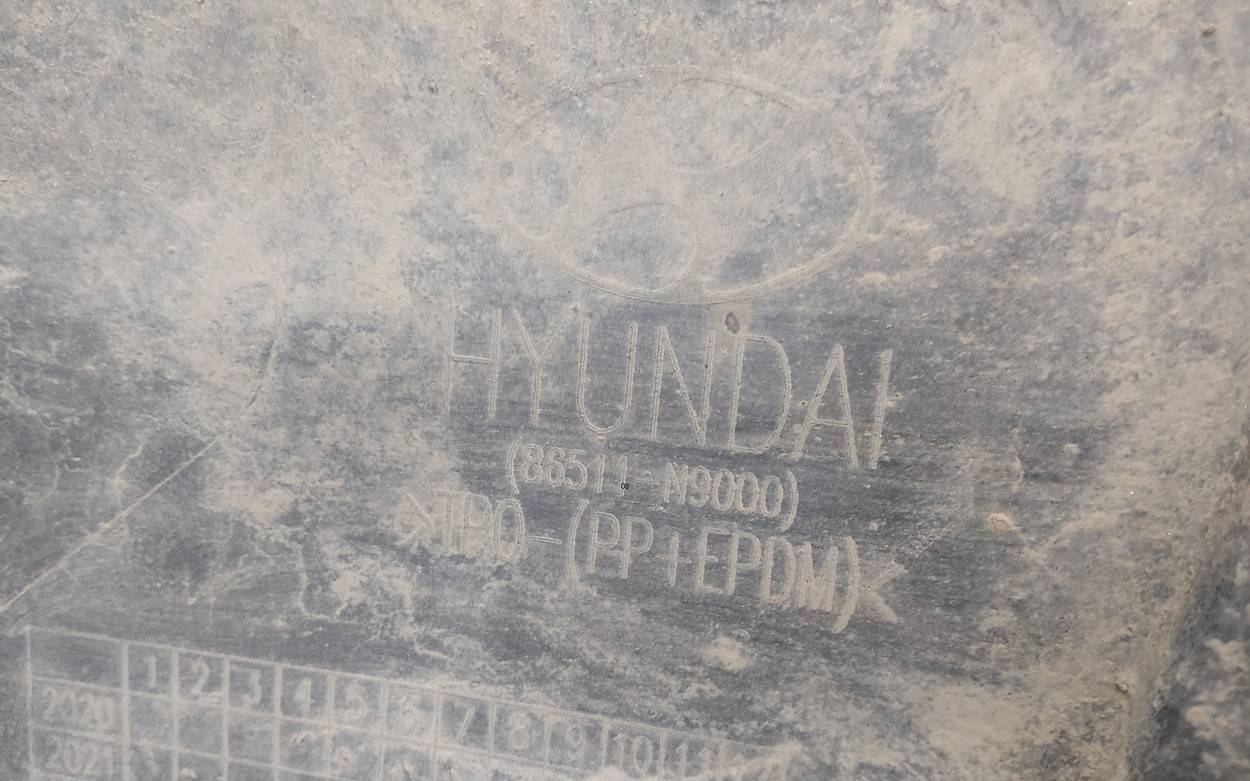 HYUNDAI
(86511-N9000)
08
>TPO-(PP+EPDM)<
1 2 3 4 5 6 7 8 9 10 11
2020
2021